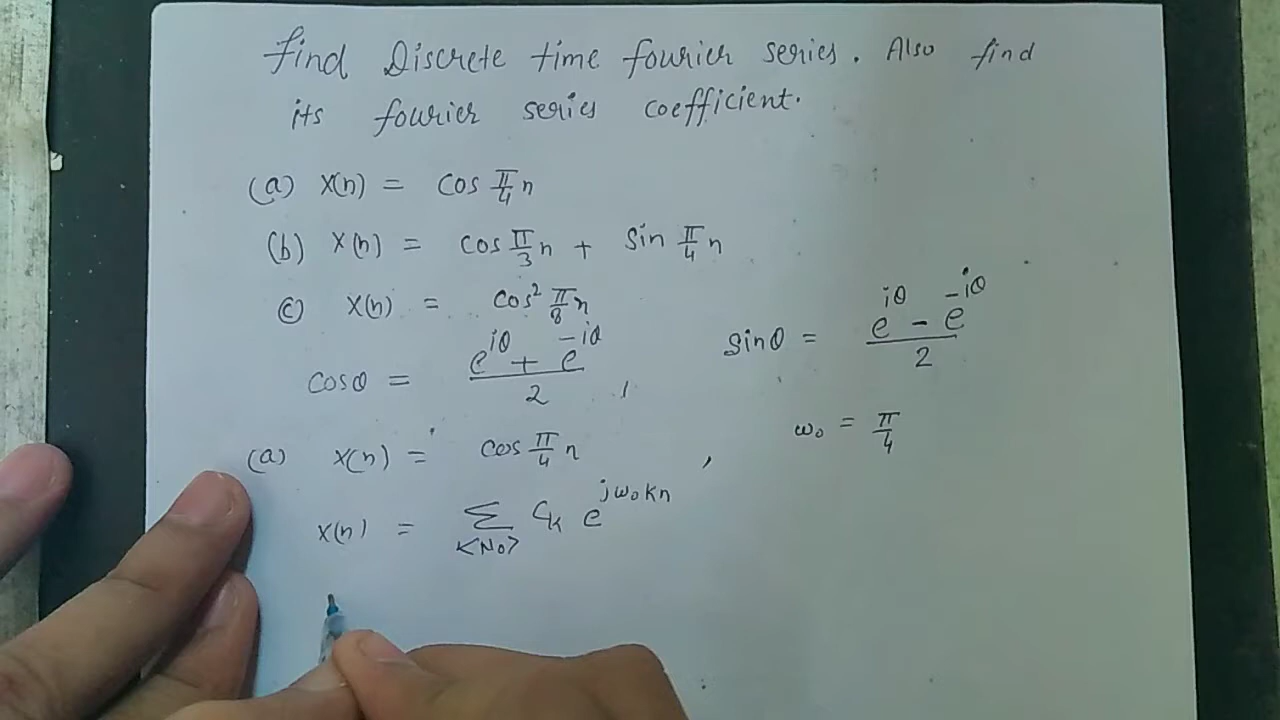 find Discrete time fourier series. Also find
its fourier series coefficient.
(a) x(n) = cos π/4 n
(b) x(n) = cos π/3 n + sin π/4 n
(c) x(n) = cos² π/8 n
cosθ = (e^{iθ} + e^{-iθ})/2 , sinθ = (e^{iθ} - e^{-iθ})/2
(a) x(n) = cos π/4 n , ω₀ = π/4
x(n) = Σ_{<N₀>} C_k e^{jω₀kn}